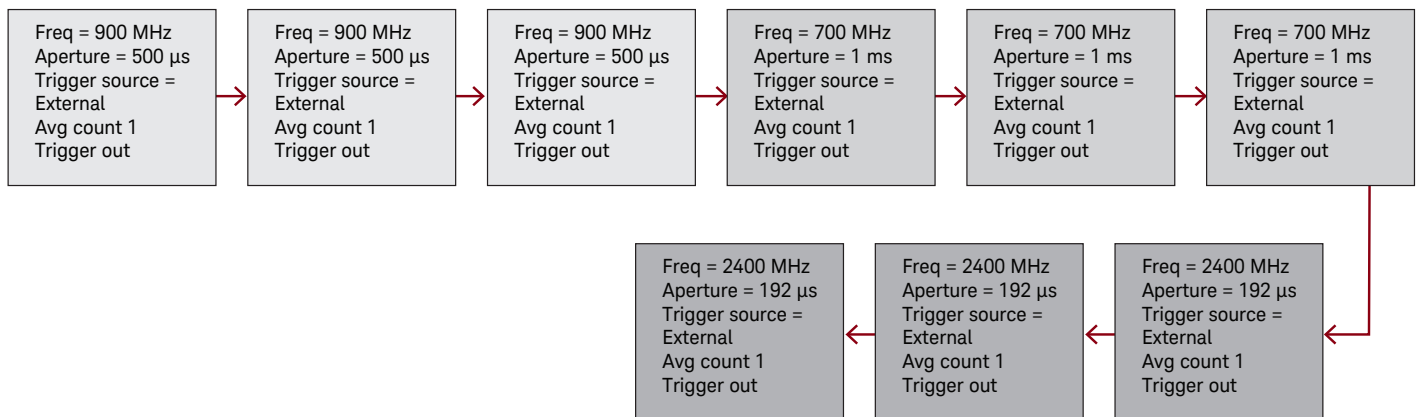 Freq = 900 MHz
Aperture = 500 µs
Trigger source =
External
Avg count 1
Trigger out
Freq = 900 MHz
Aperture = 500 µs
Trigger source =
External
Avg count 1
Trigger out
Freq = 900 MHz
Aperture = 500 µs
Trigger source =
External
Avg count 1
Trigger out
Freq = 700 MHz
Aperture = 1 ms
Trigger source =
External
Avg count 1
Trigger out
Freq = 700 MHz
Aperture = 1 ms
Trigger source =
External
Avg count 1
Trigger out
Freq = 700 MHz
Aperture = 1 ms
Trigger source =
External
Avg count 1
Trigger out
Freq = 2400 MHz
Aperture = 192 µs
Trigger source =
External
Avg count 1
Trigger out
Freq = 2400 MHz
Aperture = 192 µs
Trigger source =
External
Avg count 1
Trigger out
Freq = 2400 MHz
Aperture = 192 µs
Trigger source =
External
Avg count 1
Trigger out